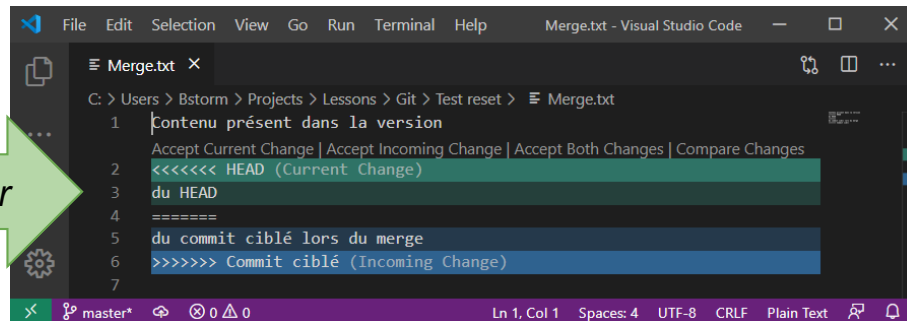 File Edit Selection View Go Run Terminal Help Merge.txt - Visual Studio Code
Merge.txt
C: > Users > Bstorm > Projects > Lessons > Git > Test reset > Merge.txt
1 Contenu présent dans la version
Accept Current Change | Accept Incoming Change | Accept Both Changes | Compare Changes
2 <<<<<<< HEAD (Current Change)
3 du HEAD
4 =======
5 du commit ciblé lors du merge
6 >>>>>>> Commit ciblé (Incoming Change)
7
master* 0 0 Ln 1, Col 1 Spaces: 4 UTF-8 CRLF Plain Text